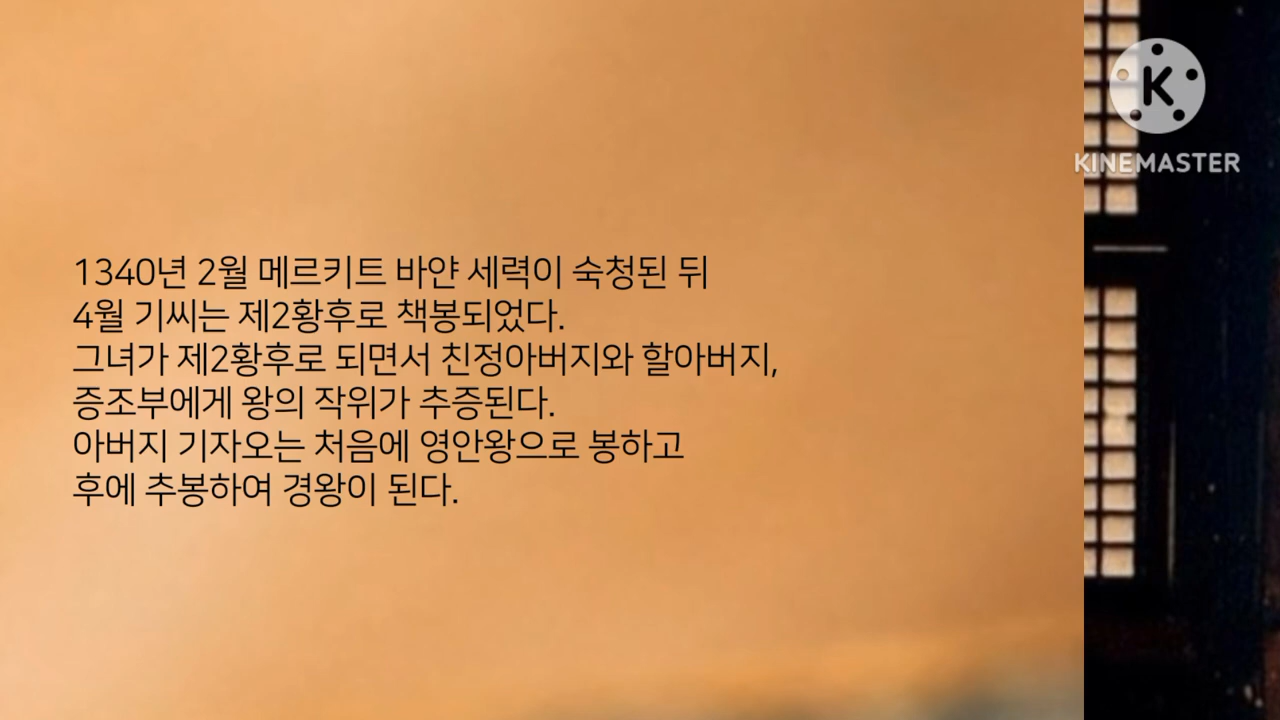 KINEMASTER
1340년 2월 메르키트 바얀 세력이 숙청된 뒤
4월 기씨는 제2황후로 책봉되었다.
그녀가 제2황후로 되면서 친정아버지와 할아버지,
증조부에게 왕의 작위가 추증된다.
아버지 기자오는 처음에 영안왕으로 봉하고
후에 추봉하여 경왕이 된다.